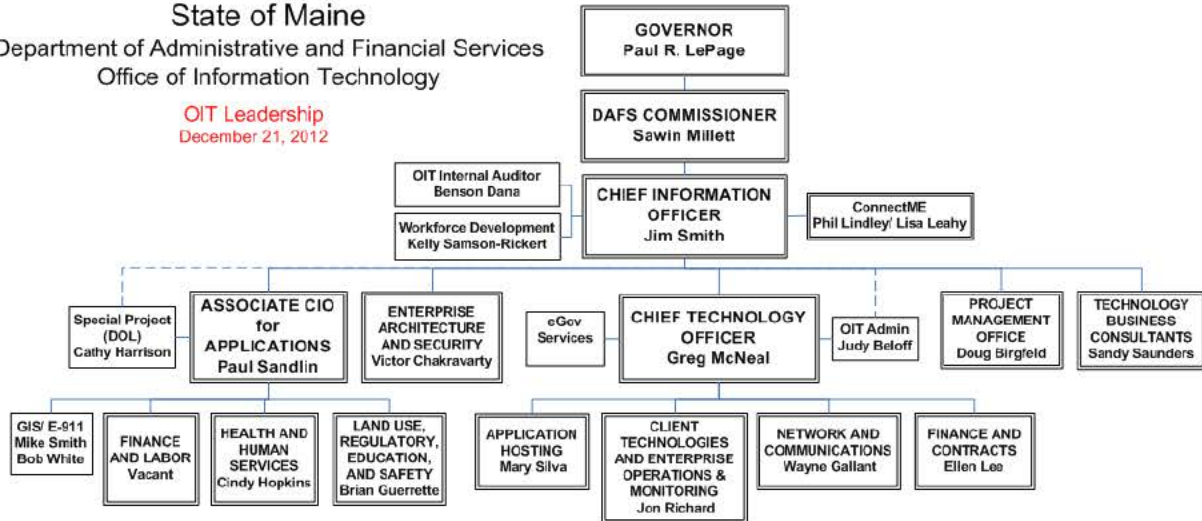 State of Maine
Department of Administrative and Financial Services
Office of Information Technology
OIT Leadership
December 21, 2012
GOVERNOR
Paul R. LePage
DAFS COMMISSIONER
Sawin Millett
OIT Internal Auditor
Benson Dana
Workforce Development
Kelly Samson-Rickert
CHIEF INFORMATION
OFFICER
Jim Smith
ConnectME
Phil Lindley/ Lisa Leahy
Special Project
(DOL)
Cathy Harrison
ASSOCIATE CIO
for
APPLICATIONS
Paul Sandlin
ENTERPRISE
ARCHITECTURE
AND SECURITY
Victor Chakravarty
eGov
Services
CHIEF TECHNOLOGY
OFFICER
Greg McNeal
OIT Admin
Judy Beloff
PROJECT
MANAGEMENT
OFFICE
Doug Birgfeld
TECHNOLOGY
BUSINESS
CONSULTANTS
Sandy Saunders
GIS/ E-911
Mike Smith
Bob White
FINANCE
AND LABOR
Vacant
HEALTH AND
HUMAN
SERVICES
Cindy Hopkins
LAND USE,
REGULATORY,
EDUCATION,
AND SAFETY
Brian Guerrette
APPLICATION
HOSTING
Mary Silva
CLIENT
TECHNOLOGIES
AND ENTERPRISE
OPERATIONS &
MONITORING
Jon Richard
NETWORK AND
COMMUNICATIONS
Wayne Gallant
FINANCE AND
CONTRACTS
Ellen Lee